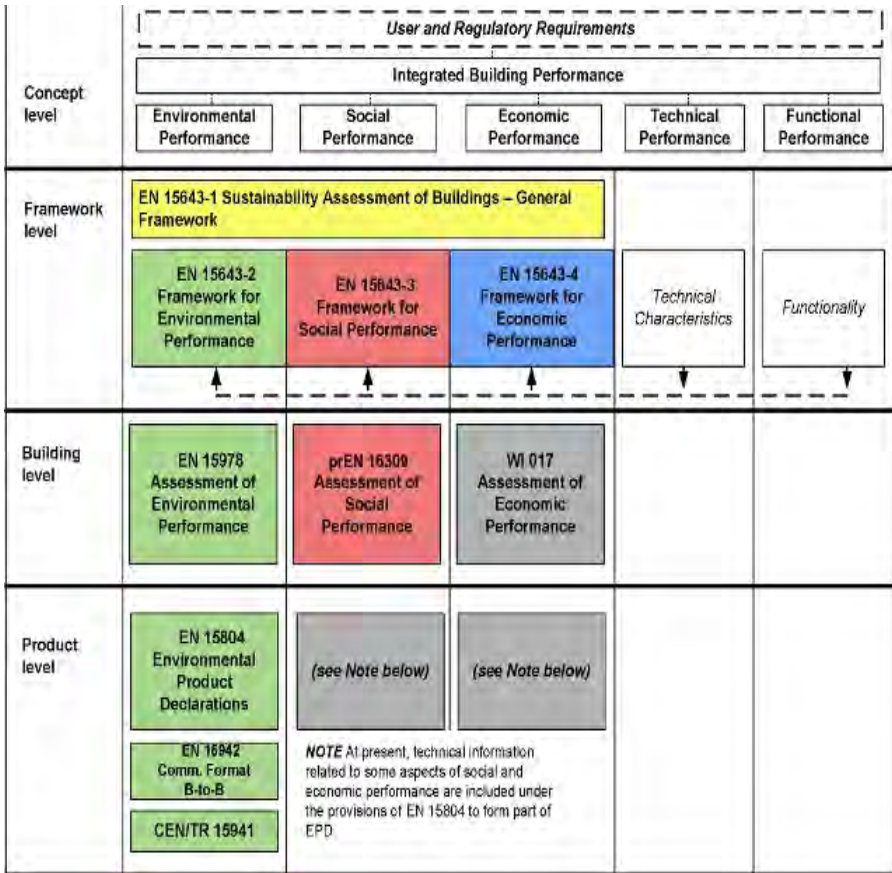 User and Regulatory Requirements
Integrated Building Performance
Concept
level
Environmental
Performance
Social
Performance
Economic
Performance
Technical
Performance
Functional
Performance
Framework
level
EN 15643-1 Sustainability Assessment of Buildings – General
Framework
EN 15643-2
Framework for
Environmental
Performance
EN 15643-3
Framework for
Social Performance
EN 15643-4
Framework for
Economic
Performance
Technical
Characteristics
Functionality
Building
level
EN 15978
Assessment of
Environmental
Performance
prEN 16309
Assessment of
Social
Performance
WI 017
Assessment of
Economic
Performance
Product
level
EN 15804
Environmental
Product
Declarations
(see Note below)
(see Note below)
EN 15942
Comm. Format
B-to-B
CEN/TR 15941
NOTE At present, technical information
related to some aspects of social and
economic performance are included under
the provisions of EN 15804 to form part of
EPD